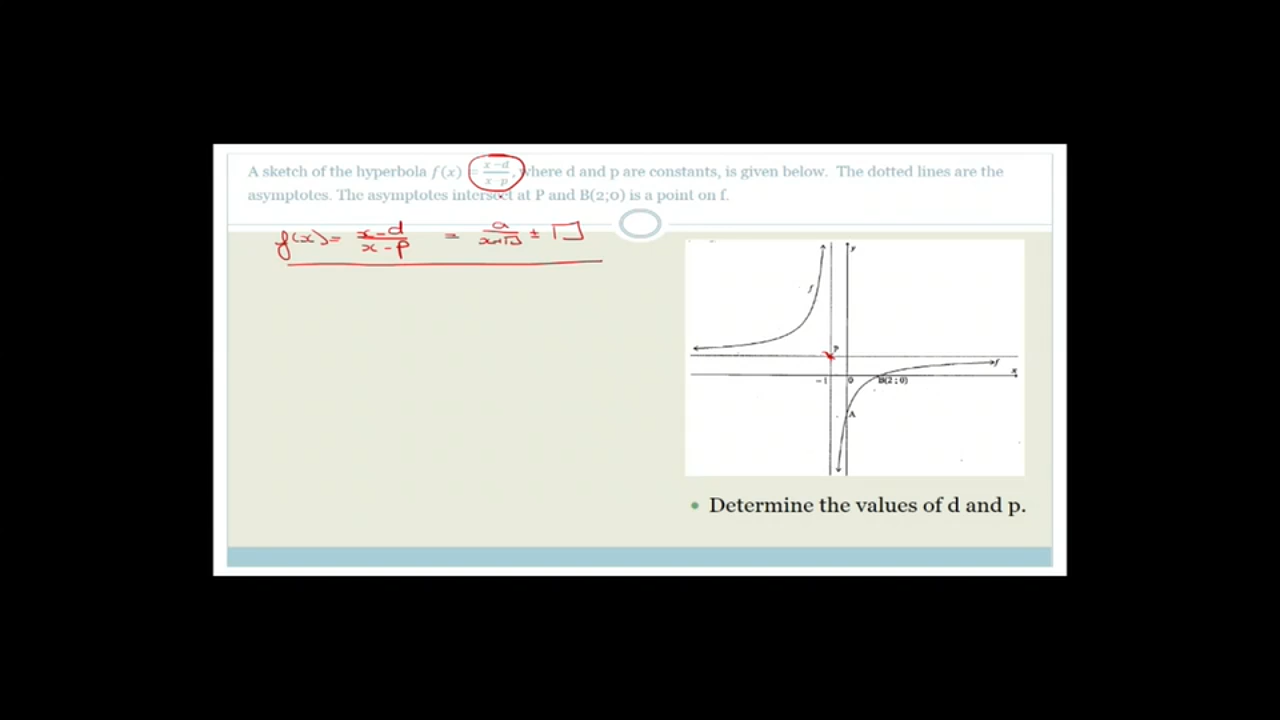 A sketch of the hyperbola f(x) = x−d / x−p, where d and p are constants, is given below. The dotted lines are the
asymptotes. The asymptotes intersect at P and B(2;0) is a point on f.
f(x) = x−d / x−p = a / x+□ ± □
y
f
P
f
x
−1 0 B(2;0)
A
• Determine the values of d and p.